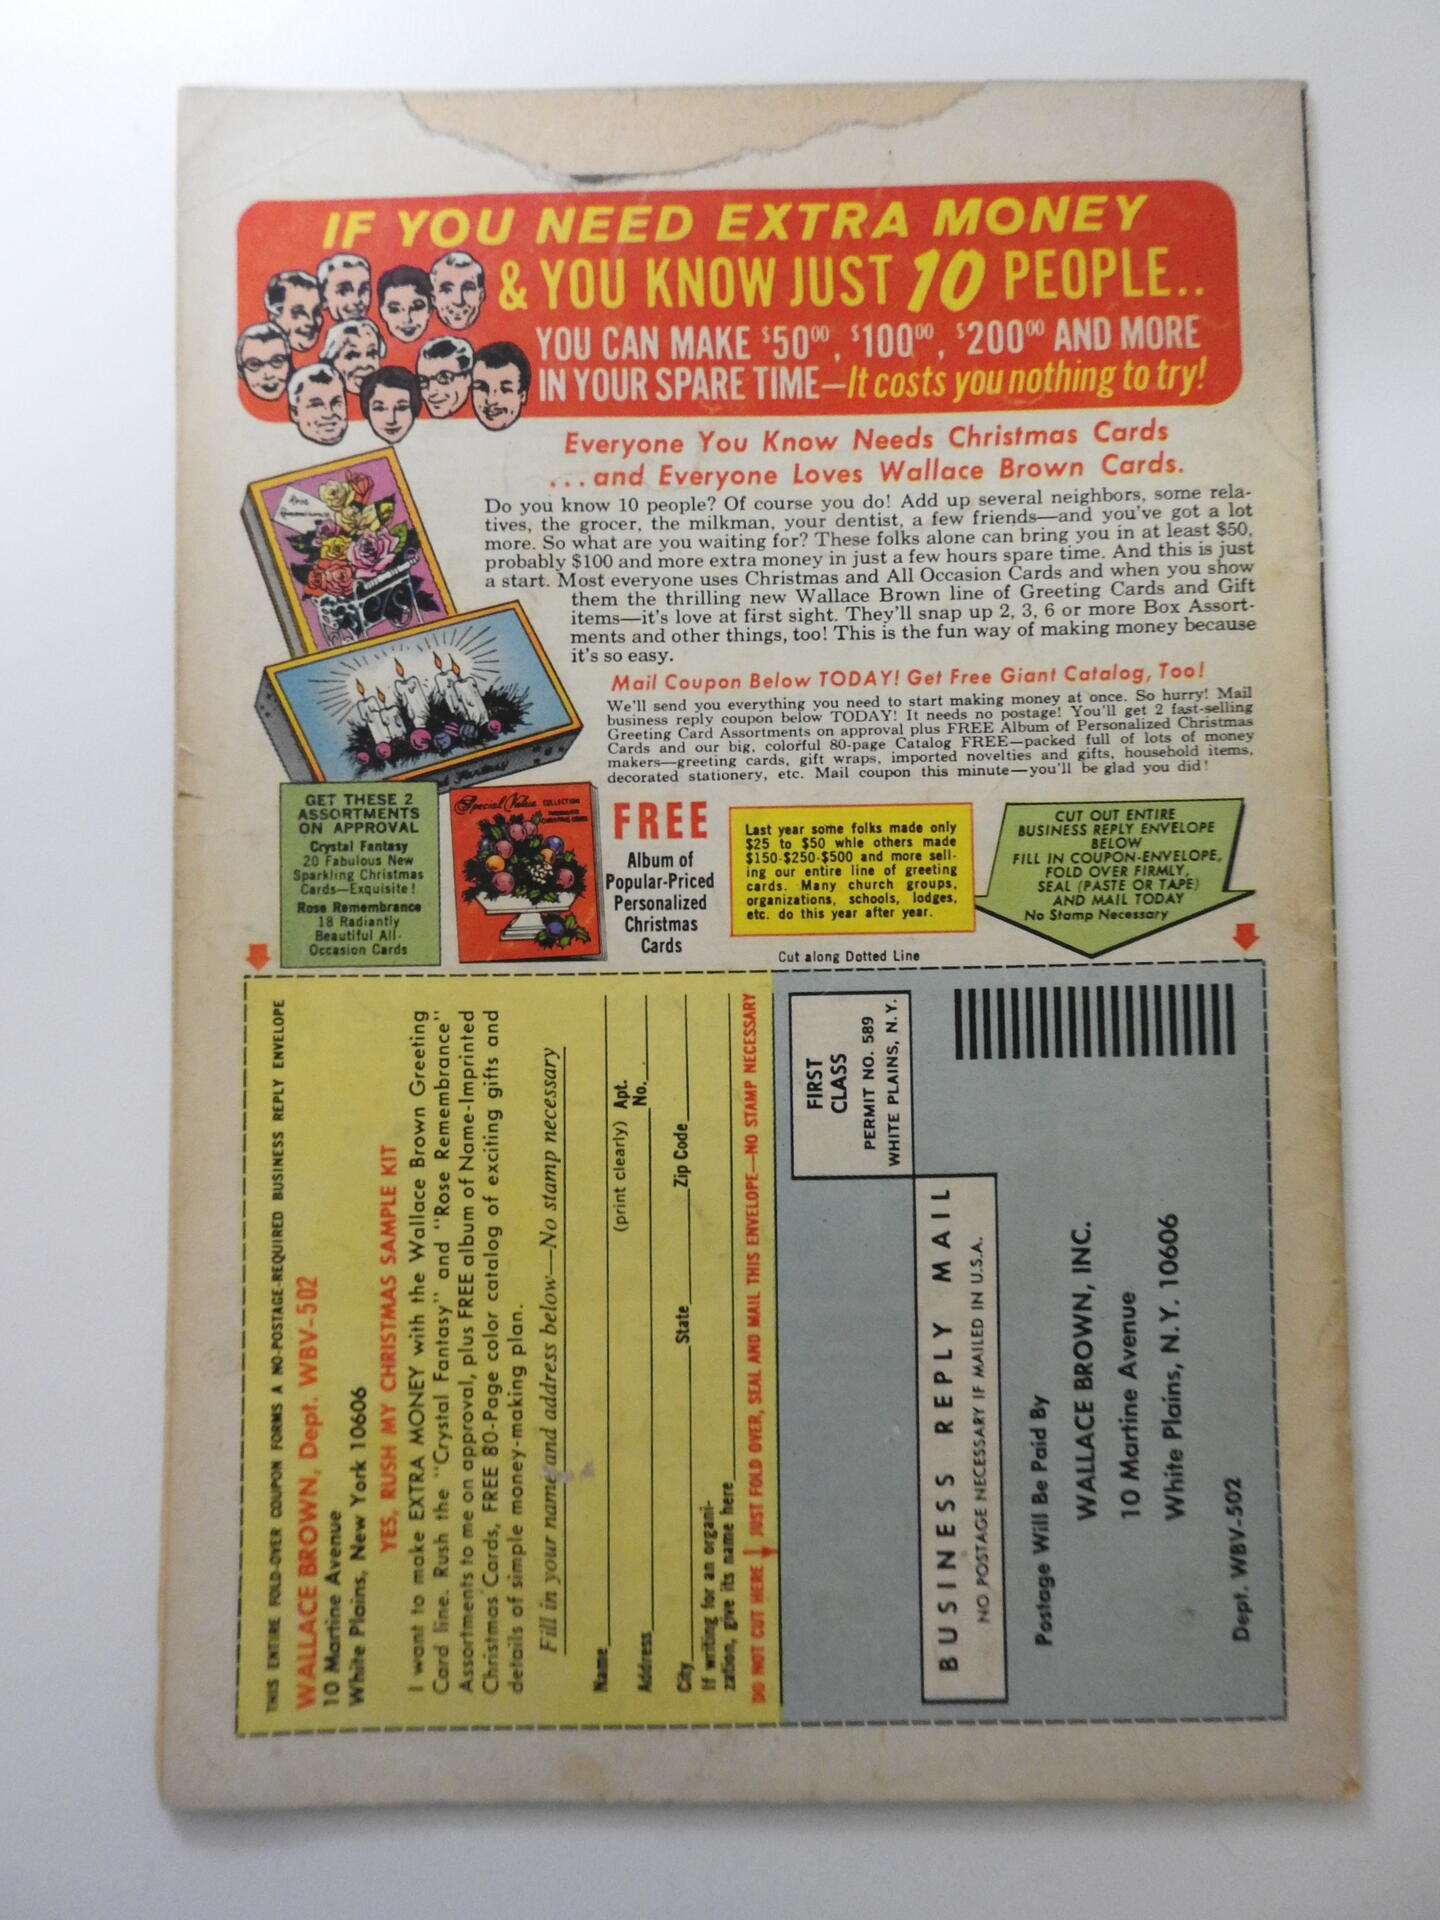 IF YOU NEED EXTRA MONEY
& YOU KNOW JUST 10 PEOPLE..
YOU CAN MAKE $50⁰⁰, $100⁰⁰, $200⁰⁰ AND MORE
IN YOUR SPARE TIME—It costs you nothing to try!
Everyone You Know Needs Christmas Cards
...and Everyone Loves Wallace Brown Cards.
Do you know 10 people? Of course you do! Add up several neighbors, some rela-
tives, the grocer, the milkman, your dentist, a few friends—and you've got a lot
more. So what are you waiting for? These folks alone can bring you in at least $50,
probably $100 and more extra money in just a few hours spare time. And this is just
a start. Most everyone uses Christmas and All Occasion Cards and when you show
them the thrilling new Wallace Brown line of Greeting Cards and Gift
items—it's love at first sight. They'll snap up 2, 3, 6 or more Box Assort-
ments and other things, too! This is the fun way of making money because
it's so easy.
Mail Coupon Below TODAY! Get Free Giant Catalog, Too!
We'll send you everything you need to start making money at once. So hurry! Mail
business reply coupon below TODAY! It needs no postage! You'll get 2 fast-selling
Greeting Card Assortments on approval plus FREE Album of Personalized Christmas
Cards and our big, colorful 80-page Catalog FREE—packed full of lots of money
makers—greeting cards, gift wraps, imported novelties and gifts, household items,
decorated stationery, etc. Mail coupon this minute—you'll be glad you did!
Rose
Fantasy
GET THESE 2
ASSORTMENTS
ON APPROVAL
Crystal Fantasy
20 Fabulous New
Sparkling Christmas
Cards—Exquisite!
Rose Remembrance
18 Radiantly
Beautiful All-
Occasion Cards
Special Value COLLECTION
CHRISTMAS CARDS
FREE
Album of
Popular-Priced
Personalized
Christmas
Cards
Last year some folks made only
$25 to $50 whle others made
$150-$250-$500 and more sell-
ing our entire line of greeting
cards. Many church groups,
organizations, schools, lodges,
etc. do this year after year.
CUT OUT ENTIRE
BUSINESS REPLY ENVELOPE
BELOW
FILL IN COUPON-ENVELOPE,
FOLD OVER FIRMLY,
SEAL (PASTE OR TAPE)
AND MAIL TODAY
No Stamp Necessary
Cut along Dotted Line
THIS ENTIRE FOLD-OVER COUPON FORMS A NO-POSTAGE-REQUIRED BUSINESS REPLY ENVELOPE
WALLACE BROWN, Dept. WBV-502
10 Martine Avenue
White Plains, New York 10606
YES, RUSH MY CHRISTMAS SAMPLE KIT
I want to make EXTRA MONEY with the Wallace Brown Greeting
Card line. Rush the "Crystal Fantasy" and "Rose Remembrance"
Assortments to me on approval, plus FREE album of Name-Imprinted
Christmas Cards, FREE 80-Page color catalog of exciting gifts and
details of simple money-making plan.
Fill in your name and address below—No stamp necessary
Name
(print clearly)
Address Apt. No.
City State Zip Code
If writing for an organi-
zation, give its name here
DO NOT CUT HERE JUST FOLD OVER, SEAL AND MAIL THIS ENVELOPE—NO STAMP NECESSARY
FIRST
CLASS
PERMIT NO. 589
WHITE PLAINS, N.Y.
BUSINESS REPLY MAIL
NO POSTAGE NECESSARY IF MAILED IN U.S.A.
Postage Will Be Paid By
WALLACE BROWN, INC.
10 Martine Avenue
White Plains, N. Y. 10606
Dept. WBV-502